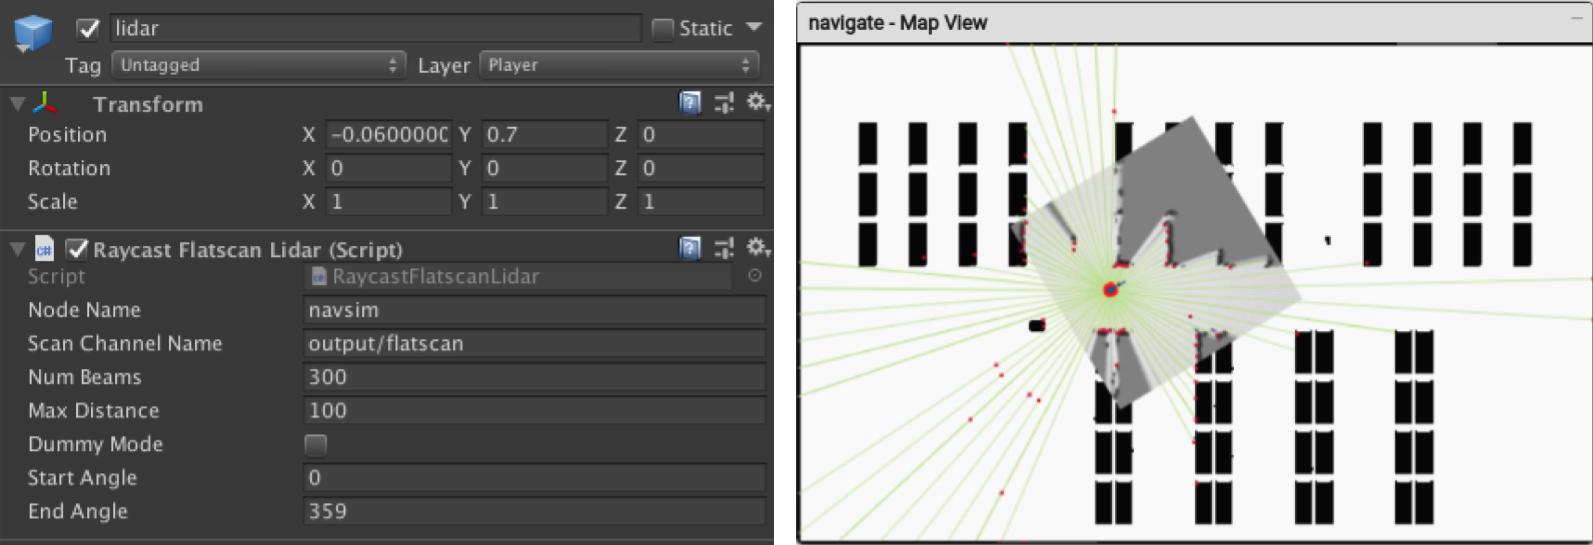 lidar Static
Tag Untagged Layer Player
Transform
Position X -0.0600000 Y 0.7 Z 0
Rotation X 0 Y 0 Z 0
Scale X 1 Y 1 Z 1
c# Raycast Flatscan Lidar (Script)
Script RaycastFlatscanLidar
Node Name navsim
Scan Channel Name output/flatscan
Num Beams 300
Max Distance 100
Dummy Mode
Start Angle 0
End Angle 359
navigate - Map View